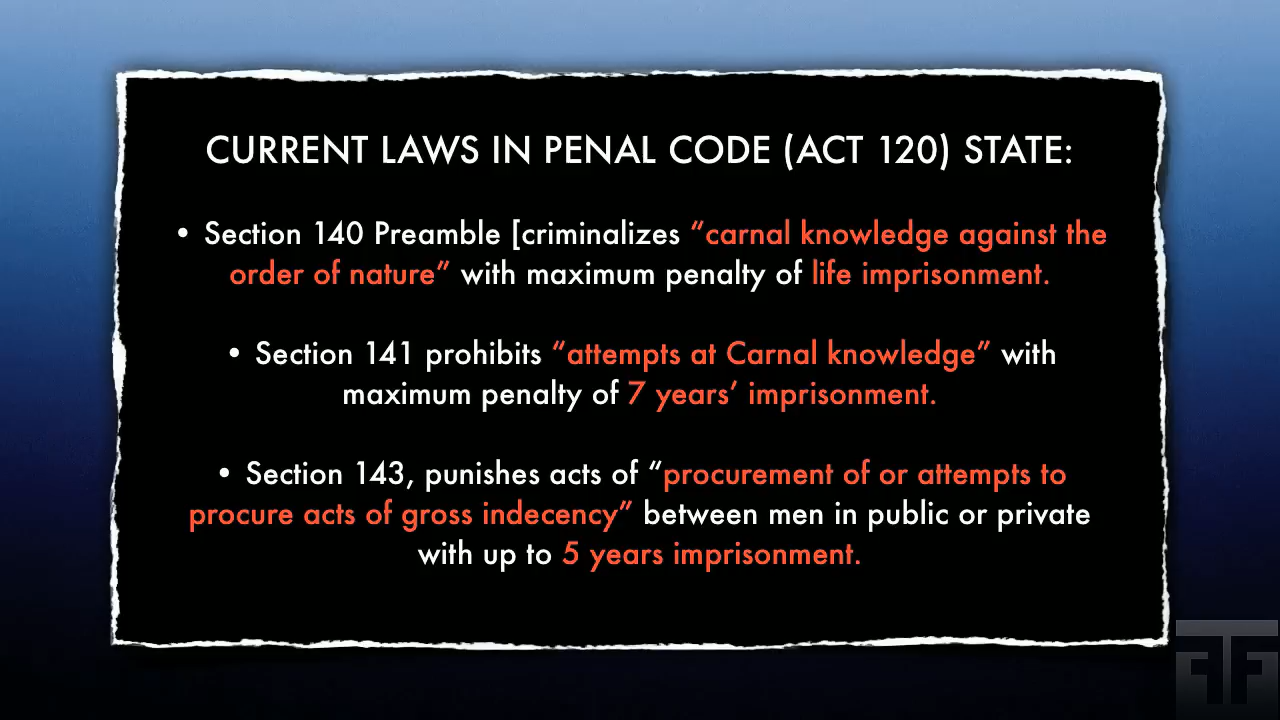 CURRENT LAWS IN PENAL CODE (ACT 120) STATE:
• Section 140 Preamble [criminalizes “carnal knowledge against the
order of nature” with maximum penalty of life imprisonment.
• Section 141 prohibits “attempts at Carnal knowledge” with
maximum penalty of 7 years’ imprisonment.
• Section 143, punishes acts of “procurement of or attempts to
procure acts of gross indecency” between men in public or private
with up to 5 years imprisonment.